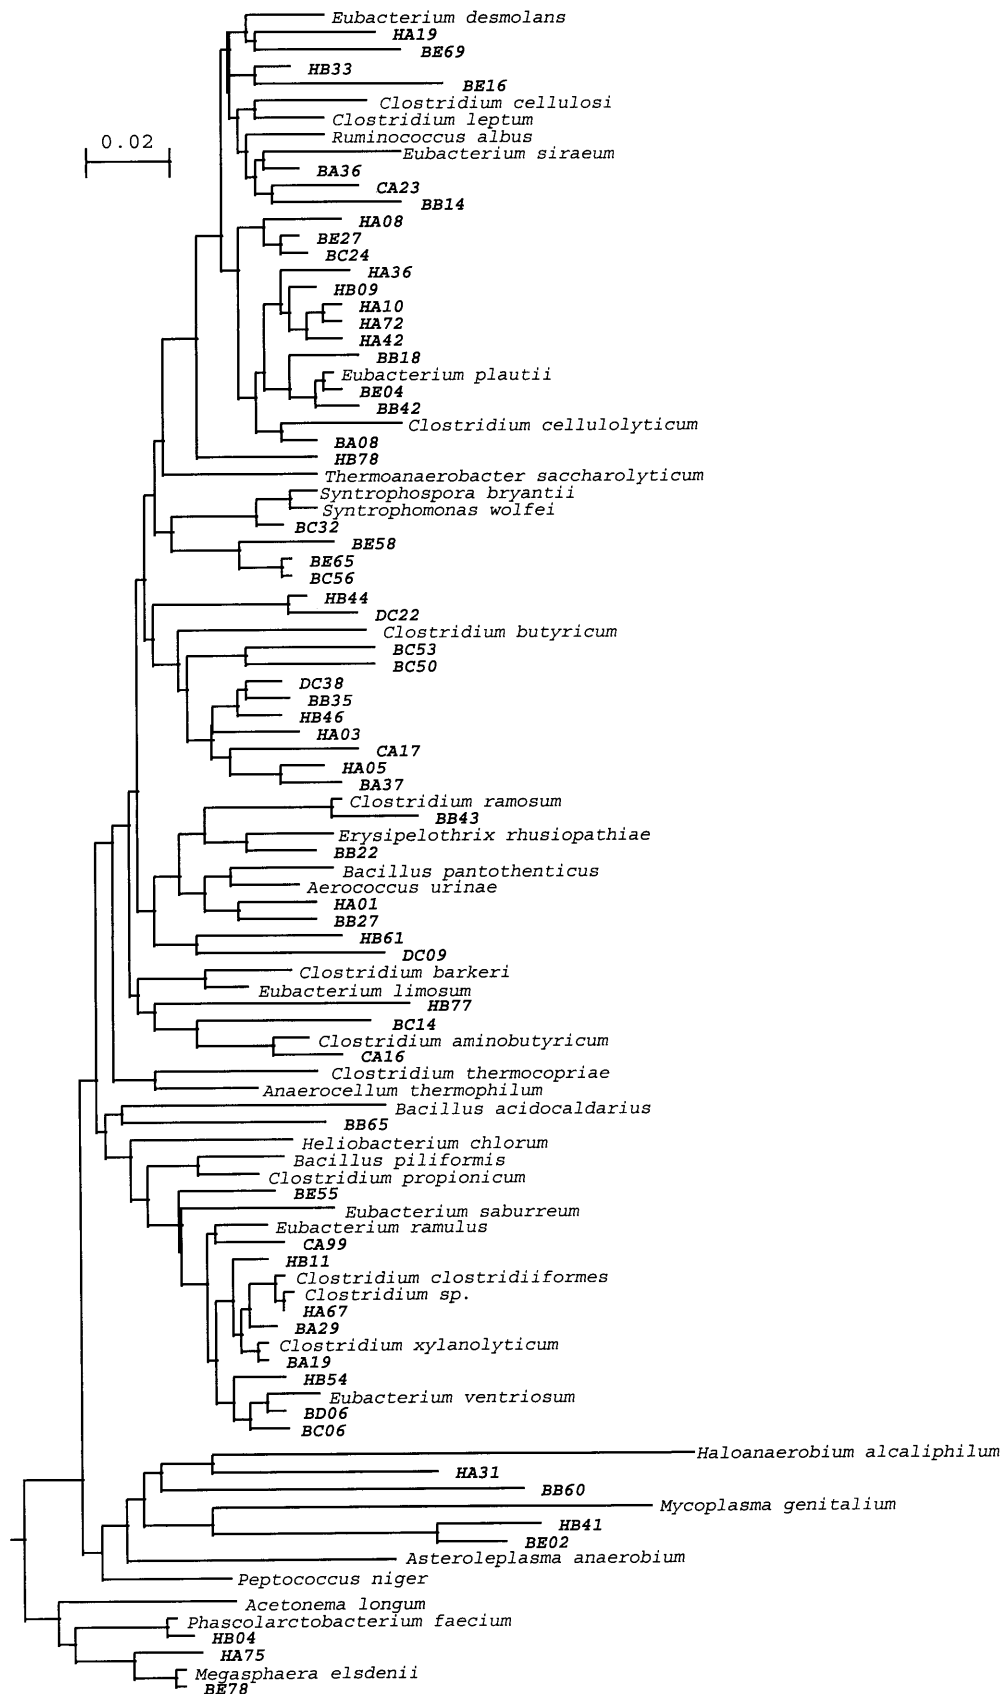 Eubacterium desmolans
HA19
BE69
HB33
BE16
Clostridium cellulosi
Clostridium leptum
Ruminococcus albus
0.02
Eubacterium siraeum
BA36
CA23
BB14
HA08
BE27
BC24
HA36
HB09
HA10
HA72
HA42
BB18
Eubacterium plautii
BE04
BB42
Clostridium cellulolyticum
BA08
HB78
Thermoanaerobacter saccharolyticum
Syntrophospora bryantii
Syntrophomonas wolfei
BC32
BE58
BE65
BC56
HB44
DC22
Clostridium butyricum
BC53
BC50
DC38
BB35
HB46
HA03
CA17
HA05
BA37
Clostridium ramosum
BB43
Erysipelothrix rhusiopathiae
BB22
Bacillus pantothenticus
Aerococcus urinae
HA01
BB27
HB61
DC09
Clostridium barkeri
Eubacterium limosum
HB77
BC14
Clostridium aminobutyricum
CA16
Clostridium thermocopriae
Anaerocellum thermophilum
Bacillus acidocaldarius
BB65
Heliobacterium chlorum
Bacillus piliformis
Clostridium propionicum
BE55
Eubacterium saburreum
Eubacterium ramulus
CA99
HB11
Clostridium clostridiiformes
Clostridium sp.
HA67
BA29
Clostridium xylanolyticum
BA19
HB54
Eubacterium ventriosum
BD06
BC06
Haloanaerobium alcaliphilum
HA31
BB60
Mycoplasma genitalium
HB41
BE02
Asteroleplasma anaerobium
Peptococcus niger
Acetonema longum
Phascolarctobacterium faecium
HB04
HA75
Megasphaera elsdenii
BE78